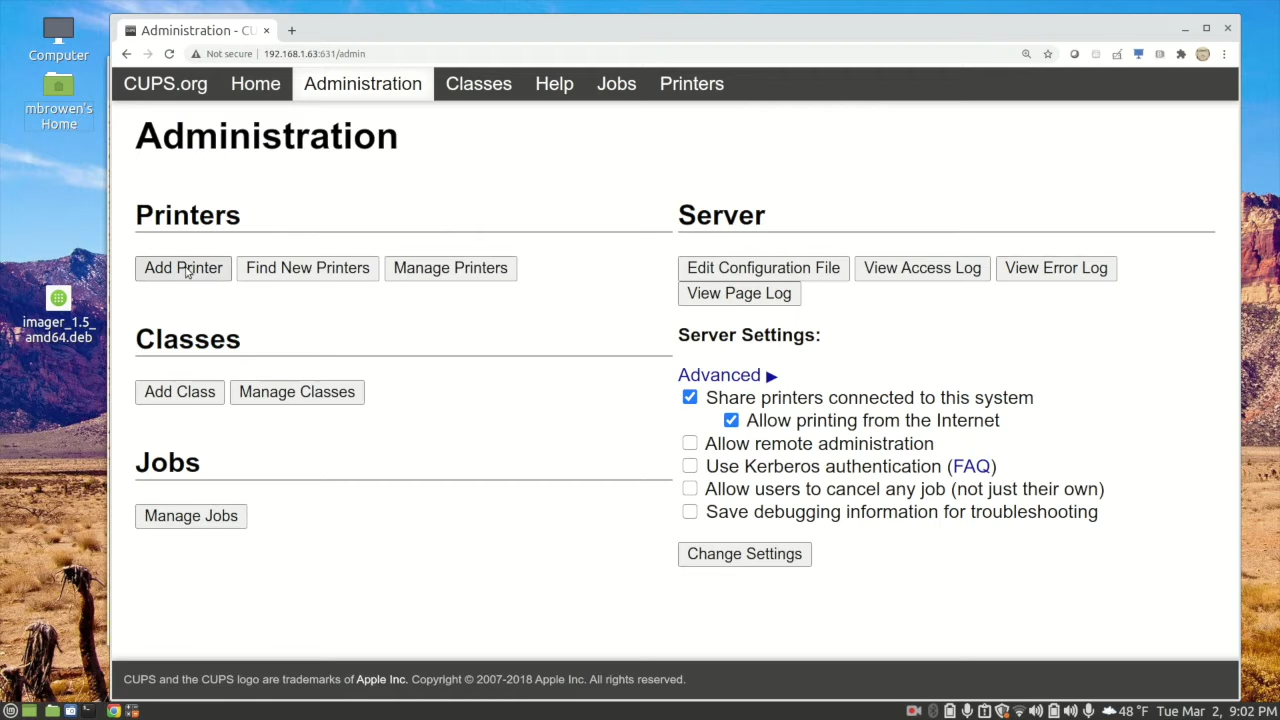 Computer
mbrowen's
Home
imager_1.5_
amd64.deb
Administration - CU
Not secure
192.168.1.63:631/admin
CUPS.org
Home
Administration
Classes
Help
Jobs
Printers
Administration
Printers
Add Printer
Find New Printers
Manage Printers
Classes
Add Class
Manage Classes
Jobs
Manage Jobs
Server
Edit Configuration File
View Access Log
View Error Log
View Page Log
Server Settings:
Advanced ▶
Share printers connected to this system
Allow printing from the Internet
Allow remote administration
Use Kerberos authentication (FAQ)
Allow users to cancel any job (not just their own)
Save debugging information for troubleshooting
Change Settings
CUPS and the CUPS logo are trademarks of Apple Inc. Copyright © 2007-2018 Apple Inc. All rights reserved.
48 °F
Tue Mar 2, 9:02 PM